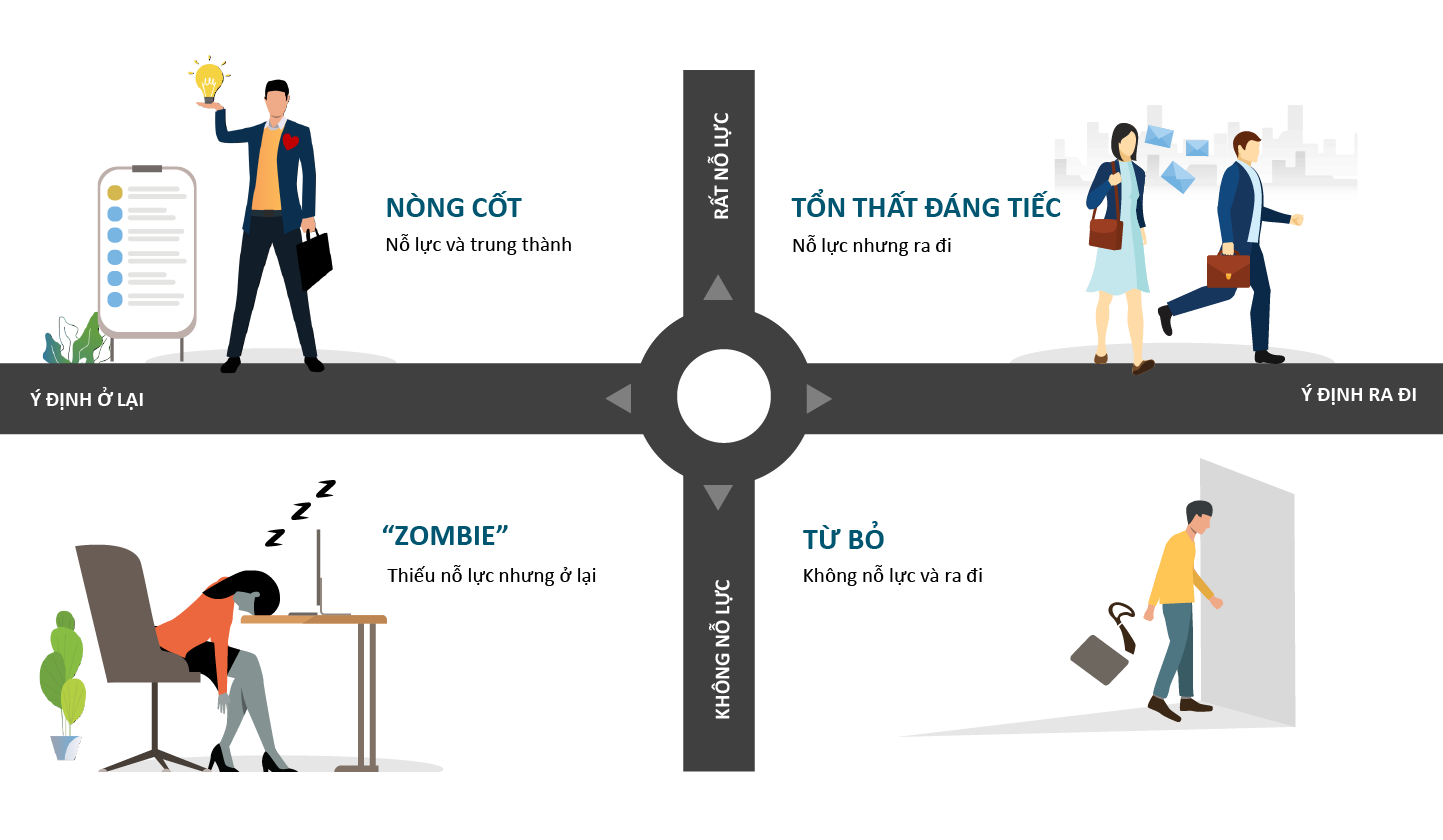 RẤT NỖ LỰC
NÒNG CỐT
Nỗ lực và trung thành
TỔN THẤT ĐÁNG TIẾC
Nỗ lực nhưng ra đi
Ý ĐỊNH Ở LẠI
Ý ĐỊNH RA ĐI
Z
Z
Z
“ZOMBIE”
Thiếu nỗ lực nhưng ở lại
TỪ BỎ
Không nỗ lực và ra đi
KHÔNG NỖ LỰC